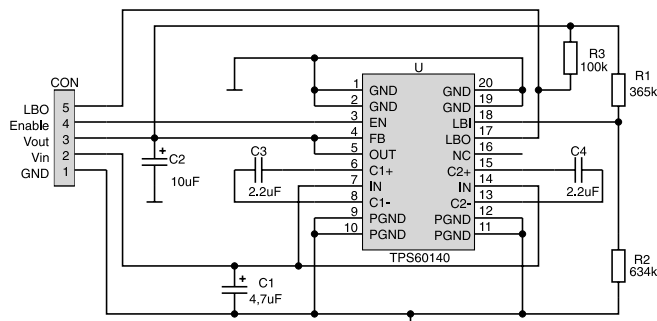 CON
LBO 5
Enable 4
Vout 3
Vin 2
GND 1
+ C2
10uF
C3
2.2uF
+ C1
4,7uF
U
1 GND
2 GND
3 EN
4 FB
5 OUT
6 C1+
7 IN
8 C1-
9 PGND
10 PGND
GND 20
GND 19
LBI 18
LBO 17
NC 16
C2+ 15
IN 14
C2- 13
PGND 12
PGND 11
TPS60140
C4
2.2uF
R3
100k
R1
365k
R2
634k